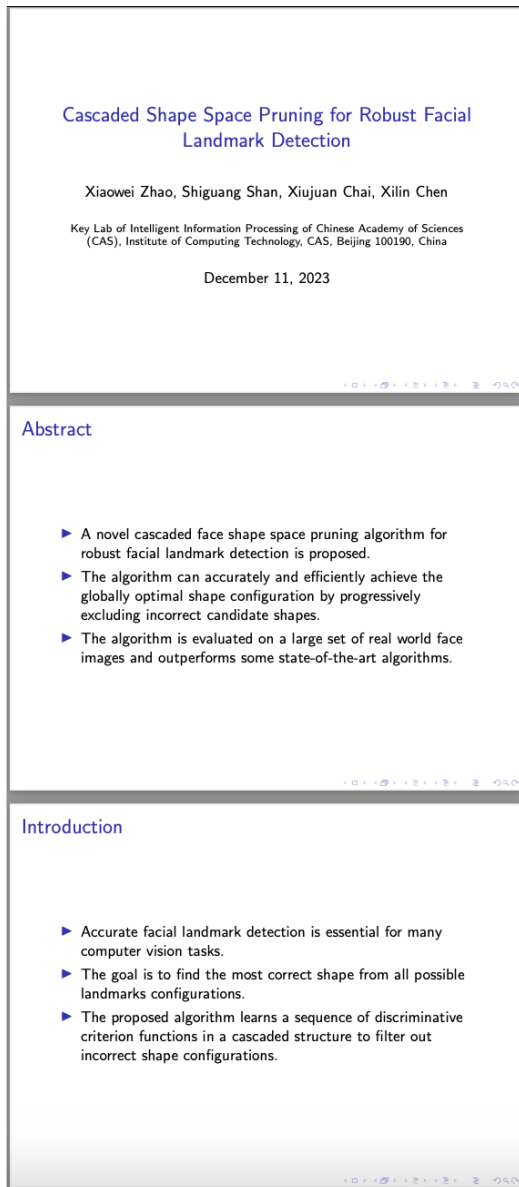 Cascaded Shape Space Pruning for Robust Facial
Landmark Detection
Xiaowei Zhao, Shiguang Shan, Xiujuan Chai, Xilin Chen
Key Lab of Intelligent Information Processing of Chinese Academy of Sciences
(CAS), Institute of Computing Technology, CAS, Beijing 100190, China
December 11, 2023
Abstract
▶ A novel cascaded face shape space pruning algorithm for
robust facial landmark detection is proposed.
▶ The algorithm can accurately and efficiently achieve the
globally optimal shape configuration by progressively
excluding incorrect candidate shapes.
▶ The algorithm is evaluated on a large set of real world face
images and outperforms some state-of-the-art algorithms.
Introduction
▶ Accurate facial landmark detection is essential for many
computer vision tasks.
▶ The goal is to find the most correct shape from all possible
landmarks configurations.
▶ The proposed algorithm learns a sequence of discriminative
criterion functions in a cascaded structure to filter out
incorrect shape configurations.